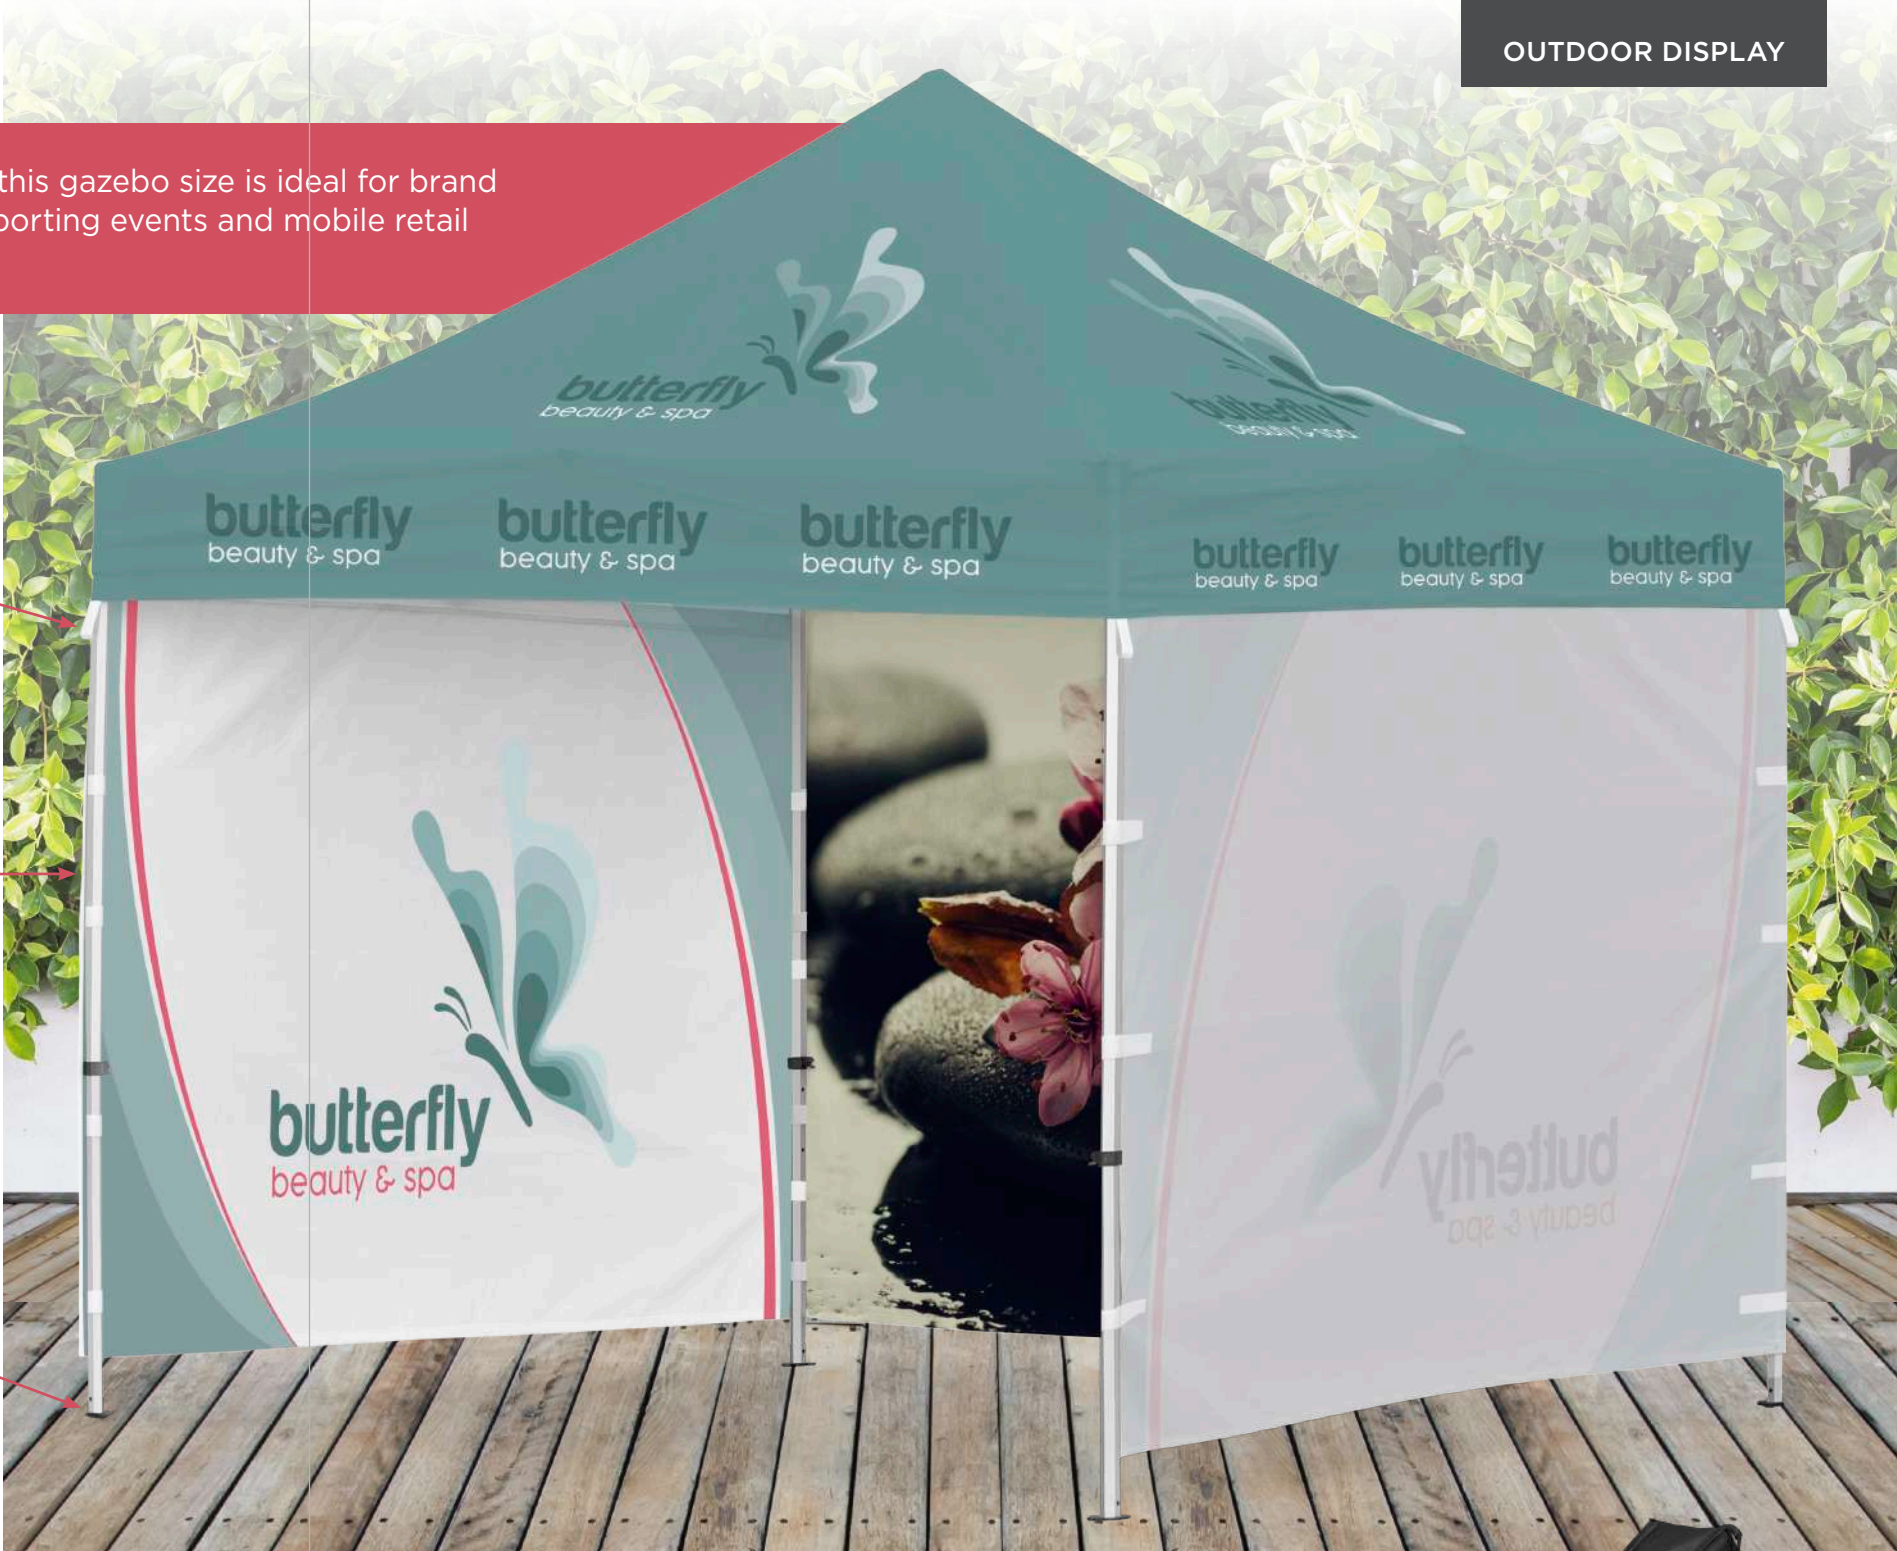 OUTDOOR DISPLAY
this gazebo size is ideal for brand
porting events and mobile retail
butterfly
beauty & spa
butterfly
beauty & spa
butterfly
beauty & spa
butterfly
beauty & spa
butterfly
beauty & spa
butterfly
beauty & spa
butterfly
beauty & spa
butterfly
beauty & spa
butterfly
beauty & spa
butterfly
beauty & spa